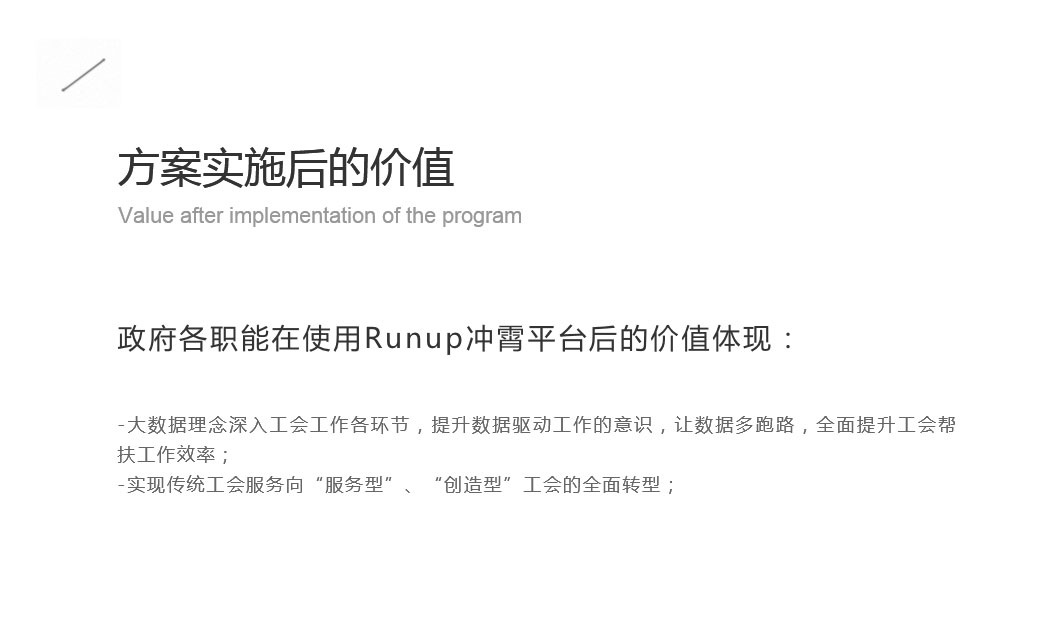 方案实施后的价值
Value after implementation of the program
政府各职能在使用Runup冲霄平台后的价值体现：
-大数据理念深入工会工作各环节，提升数据驱动工作的意识，让数据多跑路，全面提升工会帮
扶工作效率；
-实现传统工会服务向“服务型”、“创造型”工会的全面转型；